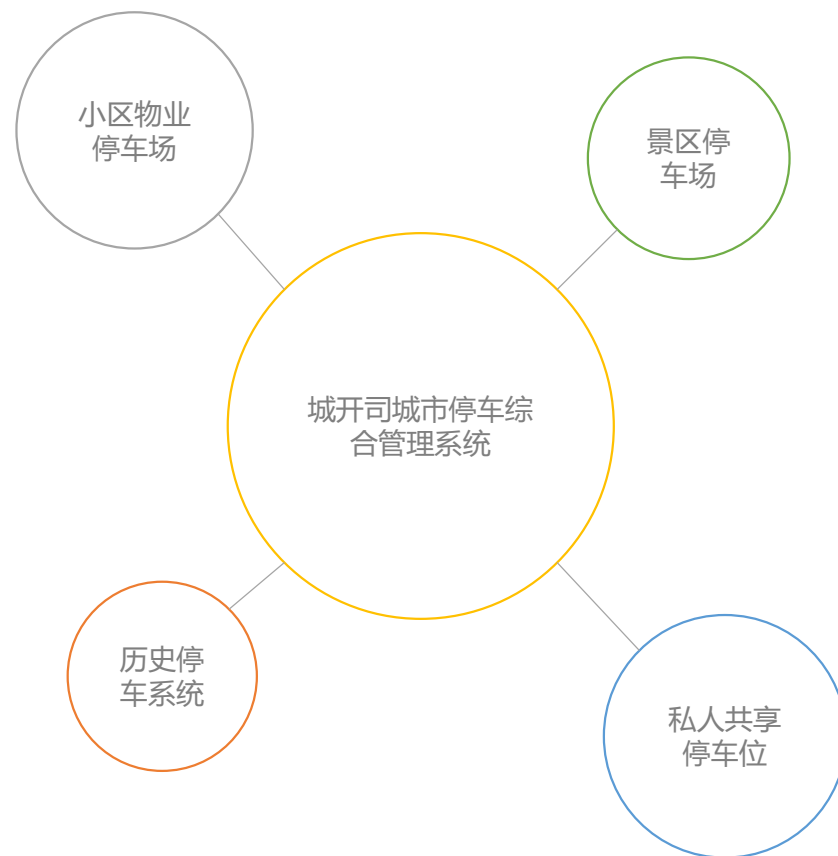 小区物业
停车场
景区停
车场
城开司城市停车综
合管理系统
历史停
车系统
私人共享
停车位